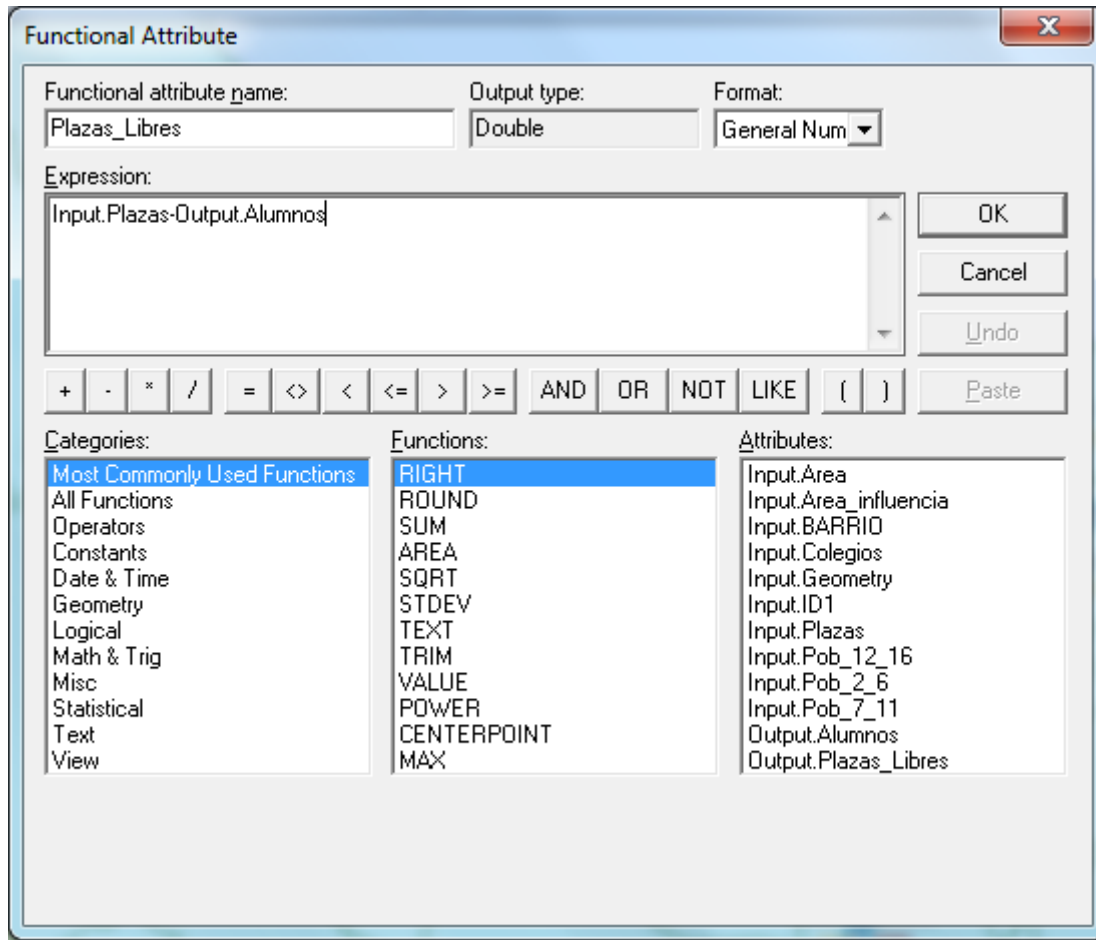 Functional Attribute
Functional attribute name: Output type: Format:
Plazas_Libres Double General Num
Expression:
Input.Plazas-Output.Alumnos
OK
Cancel
Undo
+ - * / = <> < <= > >= AND OR NOT LIKE ( ) Paste
Categories: Functions: Attributes:
Most Commonly Used Functions RIGHT Input.Area
All Functions ROUND Input.Area_influencia
Operators SUM Input.BARRIO
Constants AREA Input.Colegios
Date & Time SQRT Input.Geometry
Geometry STDEV Input.ID1
Logical TEXT Input.Plazas
Math & Trig TRIM Input.Pob_12_16
Misc VALUE Input.Pob_2_6
Statistical POWER Input.Pob_7_11
Text CENTERPOINT Output.Alumnos
View MAX Output.Plazas_Libres